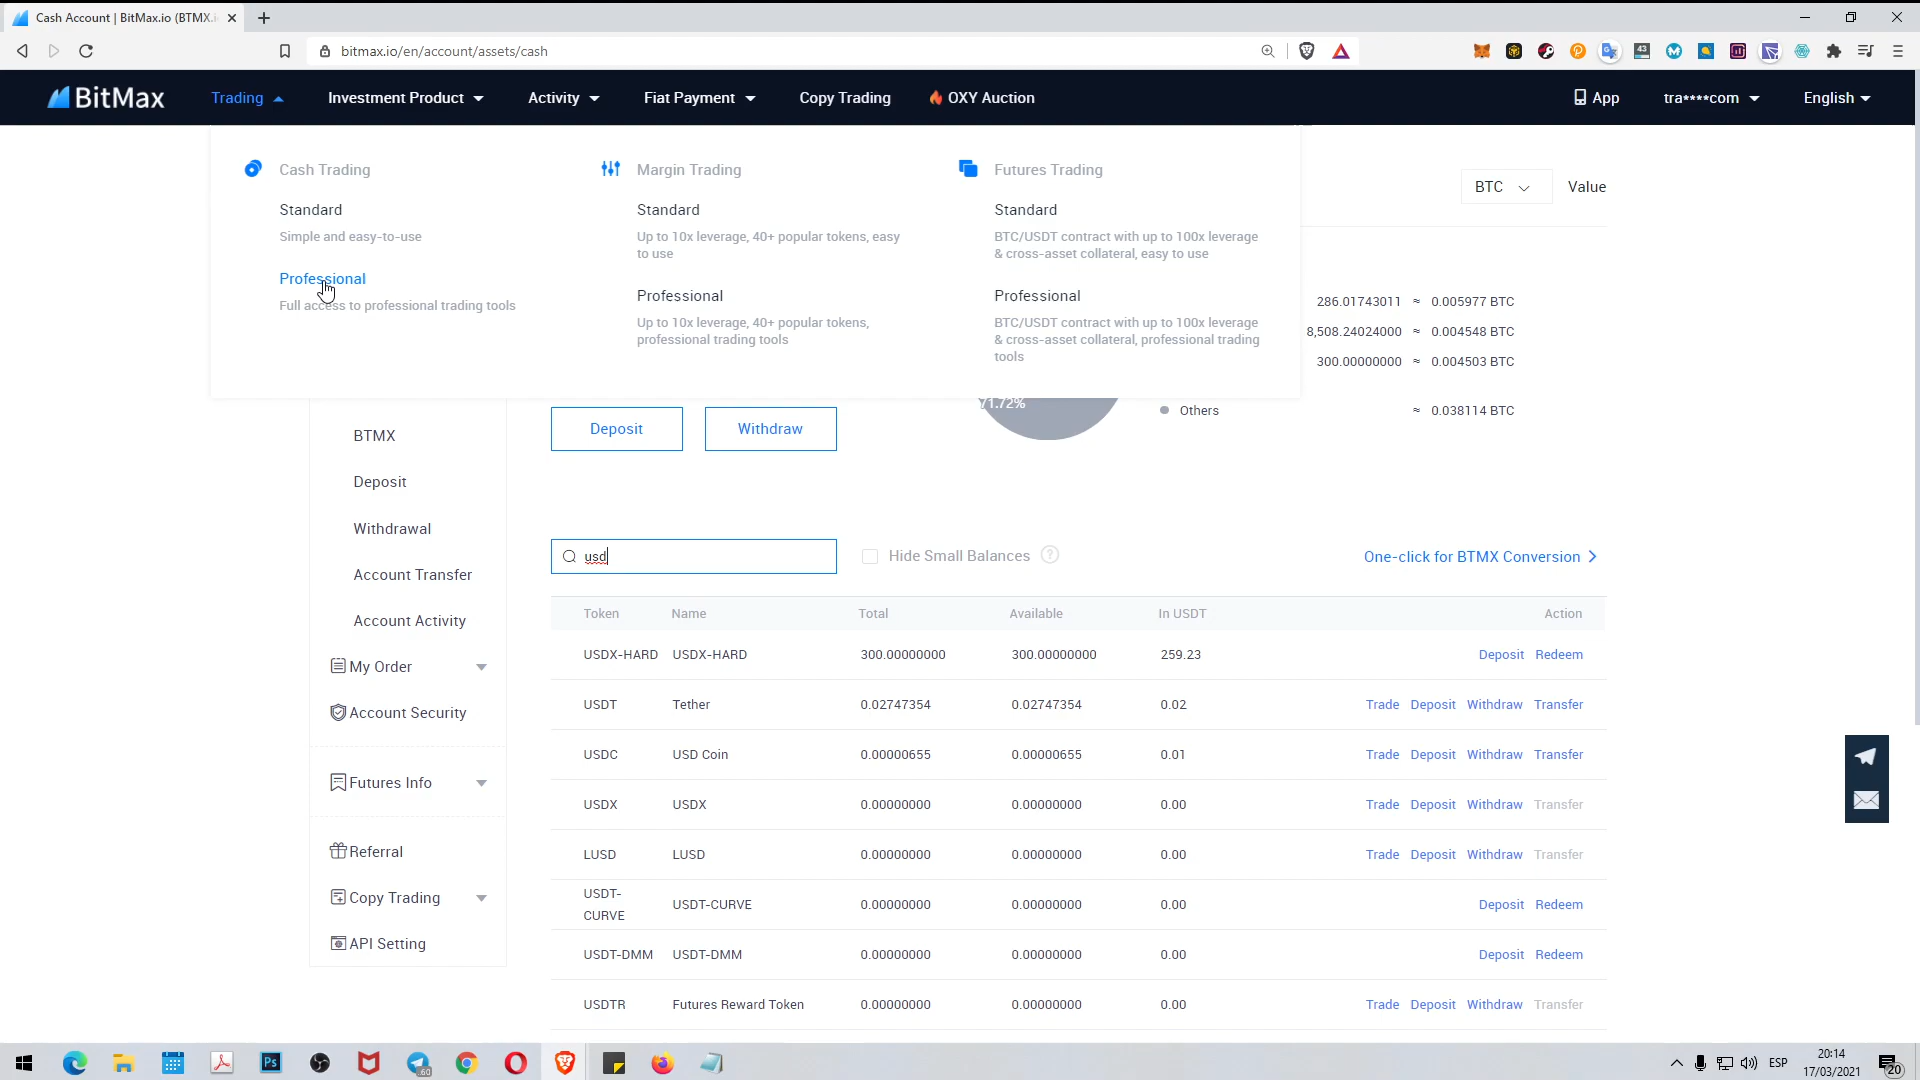 Cash Account | BitMax.io (BTMX.i
bitmax.io/en/account/assets/cash
43
BitMax
Trading
Investment Product
Activity
Fiat Payment
Copy Trading
OXY Auction
App
tra****com
English
Cash Trading
Standard
Simple and easy-to-use
Professional
Full access to professional trading tools
Margin Trading
Standard
Up to 10x leverage, 40+ popular tokens, easy
to use
Professional
Up to 10x leverage, 40+ popular tokens,
professional trading tools
Futures Trading
Standard
BTC/USDT contract with up to 100x leverage
& cross-asset collateral, easy to use
Professional
BTC/USDT contract with up to 100x leverage
& cross-asset collateral, professional trading
tools
BTC
Value
286.01743011 ≈ 0.005977 BTC
8,508.24024000 ≈ 0.004548 BTC
300.00000000 ≈ 0.004503 BTC
Others ≈ 0.038114 BTC
71.72%
Deposit
Withdraw
BTMX
Deposit
Withdrawal
Account Transfer
Account Activity
My Order
Account Security
Futures Info
Referral
Copy Trading
API Setting
usd
Hide Small Balances ?
One-click for BTMX Conversion
Token Name Total Available In USDT Action
USDX-HARD USDX-HARD 300.00000000 300.00000000 259.23 Deposit Redeem
USDT Tether 0.02747354 0.02747354 0.02 Trade Deposit Withdraw Transfer
USDC USD Coin 0.00000655 0.00000655 0.01 Trade Deposit Withdraw Transfer
USDX USDX 0.00000000 0.00000000 0.00 Trade Deposit Withdraw Transfer
LUSD LUSD 0.00000000 0.00000000 0.00 Trade Deposit Withdraw Transfer
USDT-
CURVE USDT-CURVE 0.00000000 0.00000000 0.00 Deposit Redeem
USDT-DMM USDT-DMM 0.00000000 0.00000000 0.00 Deposit Redeem
USDTR Futures Reward Token 0.00000000 0.00000000 0.00 Trade Deposit Withdraw Transfer
Ps
60
ESP
20:14
17/03/2021
20